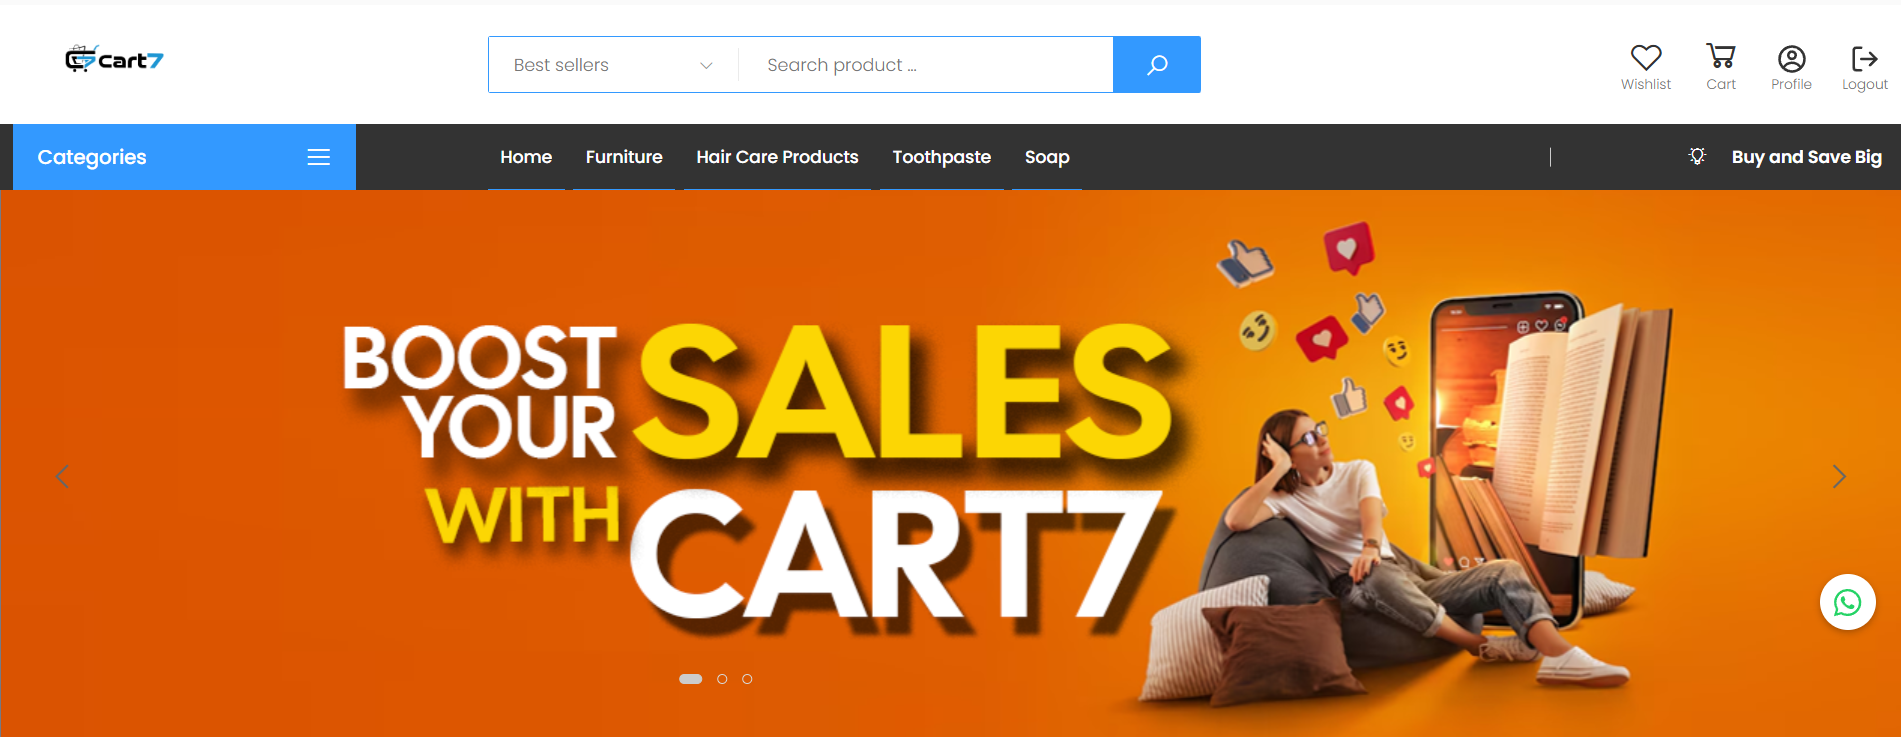 cart7
Best sellers
Search product ...
Wishlist
Cart
Profile
Logout
Categories
Home
Furniture
Hair Care Products
Toothpaste
Soap
Buy and Save Big
BOOST
YOUR
SALES
WITH
CART7